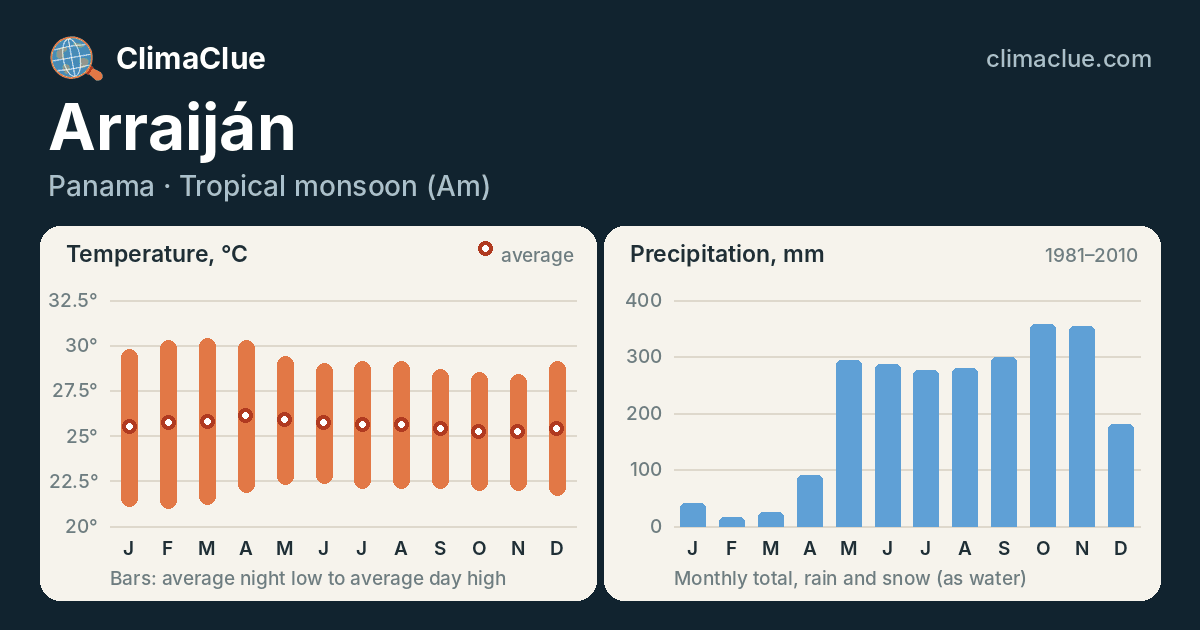 ClimaClue
climaclue.com
Arraiján
Panama · Tropical monsoon (Am)
Temperature, °C
average
32.5°
30°
27.5°
25°
22.5°
20°
J F M A M J J A S O N D
Bars: average night low to average day high
Precipitation, mm
1981–2010
400
300
200
100
0
J F M A M J J A S O N D
Monthly total, rain and snow (as water)